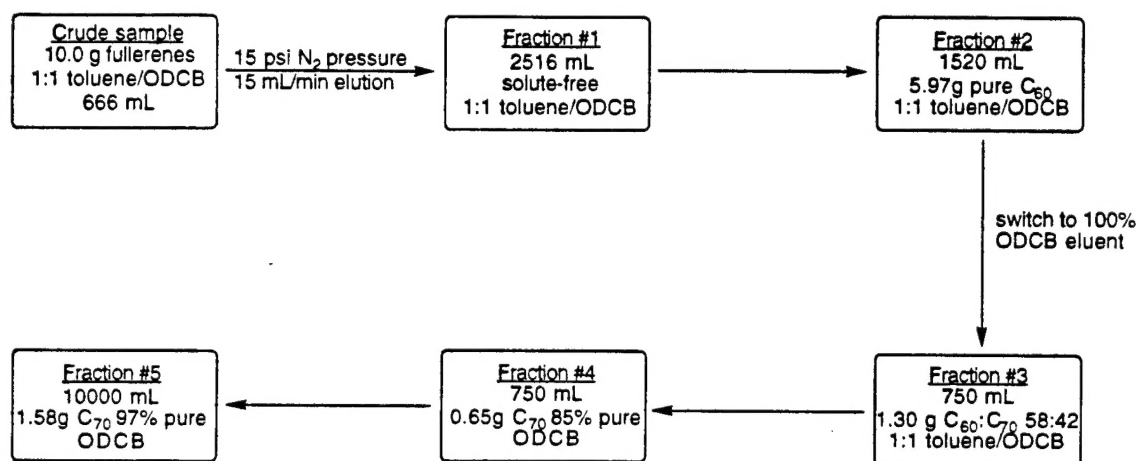 Crude sample
10.0 g fullerenes
1:1 toluene/ODCB
666 mL
15 psi N₂ pressure
15 mL/min elution
Fraction #1
2516 mL
solute-free
1:1 toluene/ODCB
Fraction #2
1520 mL
5.97g pure C₆₀
1:1 toluene/ODCB
switch to 100%
ODCB eluent
Fraction #5
10000 mL
1.58g C₇₀ 97% pure
ODCB
Fraction #4
750 mL
0.65g C₇₀ 85% pure
ODCB
Fraction #3
750 mL
1.30 g C₆₀:C₇₀ 58:42
1:1 toluene/ODCB